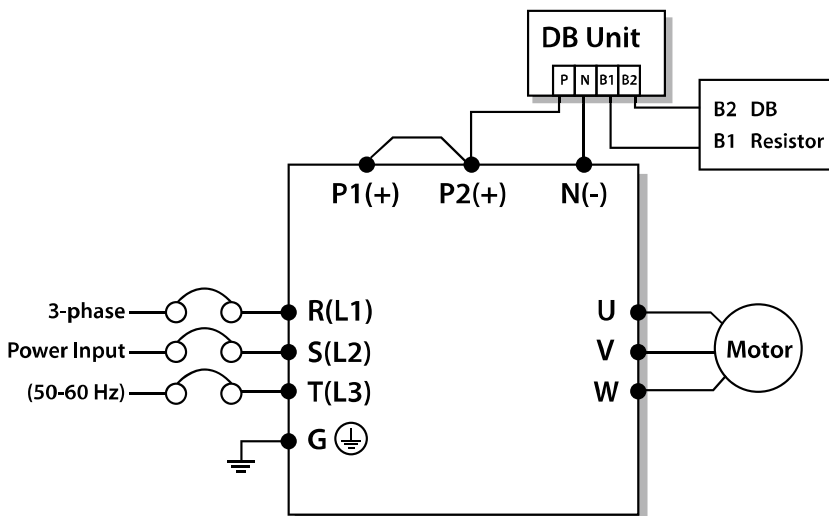 DB Unit
P N B1 B2
B2 DB
B1 Resistor
P1(+) P2(+) N(-)
3-phase R(L1) U
Power Input S(L2) V Motor
(50-60 Hz) T(L3) W
G